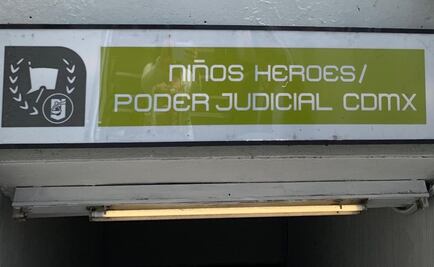 NIÑOS HEROES/
PODER JUDICIAL CDMX